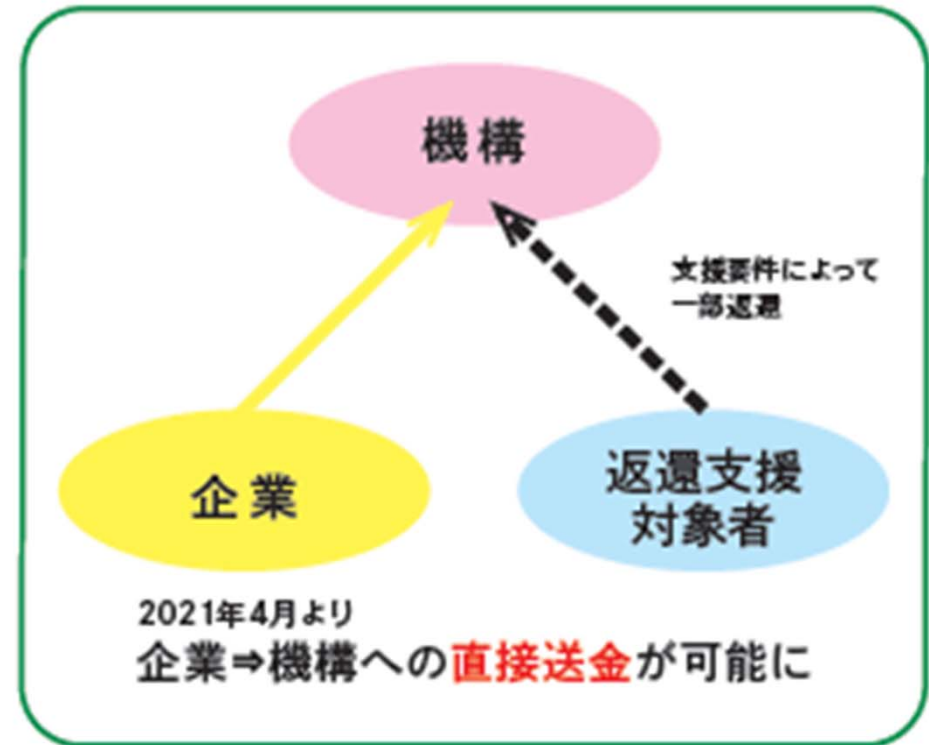 機構
支援要件によって
一部返還
企業
返還支援
対象者
2021年4月より
企業⇒機構への直接送金が可能に